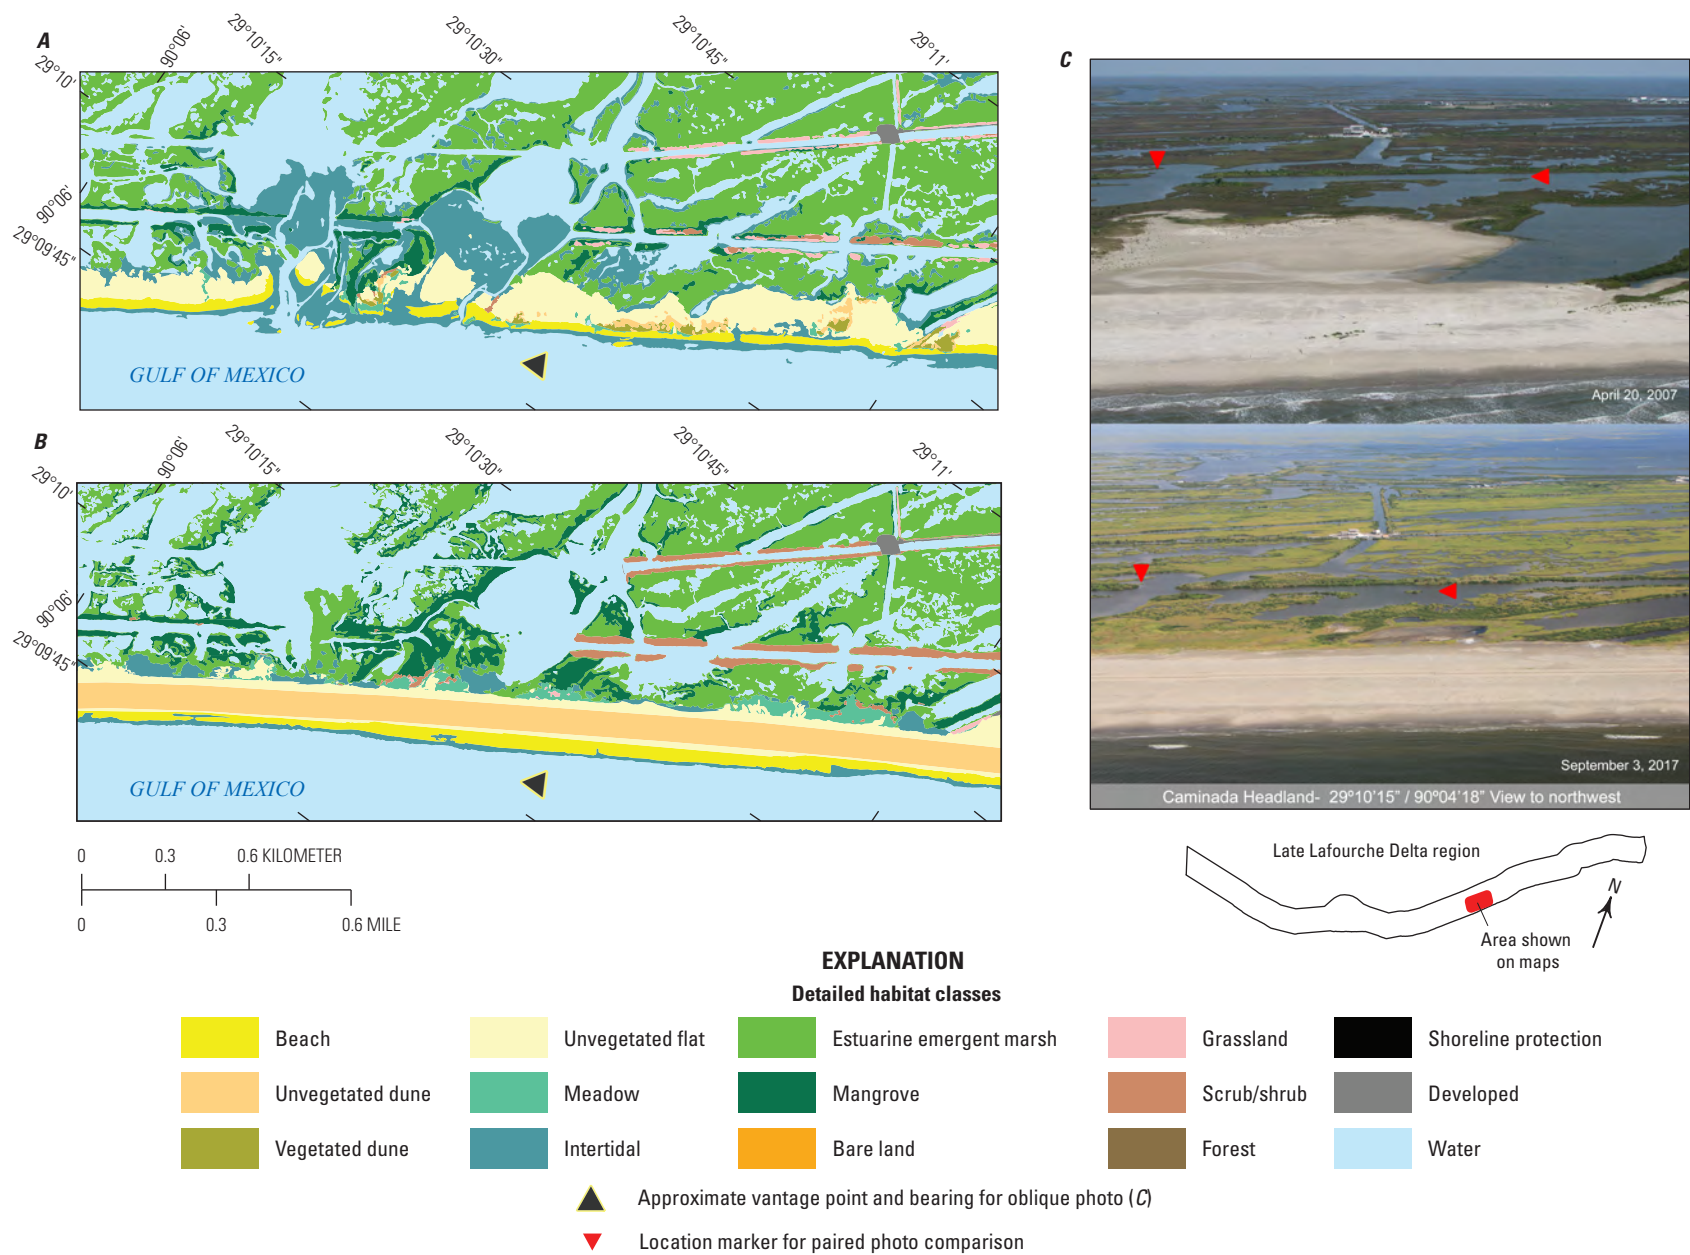 A
90°06'
29°10'15"
29°10'30"
29°10'45"
29°11'
29°10'
90°06'
29°09'45"
GULF OF MEXICO
B
90°06'
29°10'15"
29°10'30"
29°10'45"
29°11'
29°10'
90°06'
29°09'45"
GULF OF MEXICO
0 0.3 0.6 KILOMETER
0 0.3 0.6 MILE
C
April 20, 2007
September 3, 2017
Caminada Headland- 29º10'15" / 90º04'18" View to northwest
Late Lafourche Delta region
N
Area shown
on maps
EXPLANATION
Detailed habitat classes
Beach
Unvegetated dune
Vegetated dune
Unvegetated flat
Meadow
Intertidal
Estuarine emergent marsh
Mangrove
Bare land
Grassland
Scrub/shrub
Forest
Shoreline protection
Developed
Water
Approximate vantage point and bearing for oblique photo (C)
Location marker for paired photo comparison